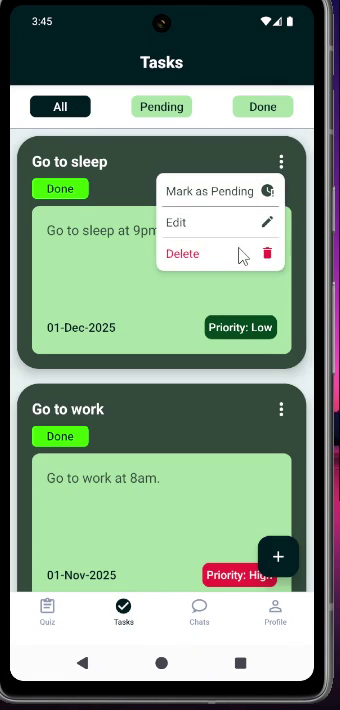 3:45
Tasks
All
Pending
Done
Go to sleep
Done
Mark as Pending
Edit
Delete
Go to sleep at 9pm
01-Dec-2025
Priority: Low
Go to work
Done
Go to work at 8am.
01-Nov-2025
Priority: High
+
Quiz
Tasks
Chats
Profile